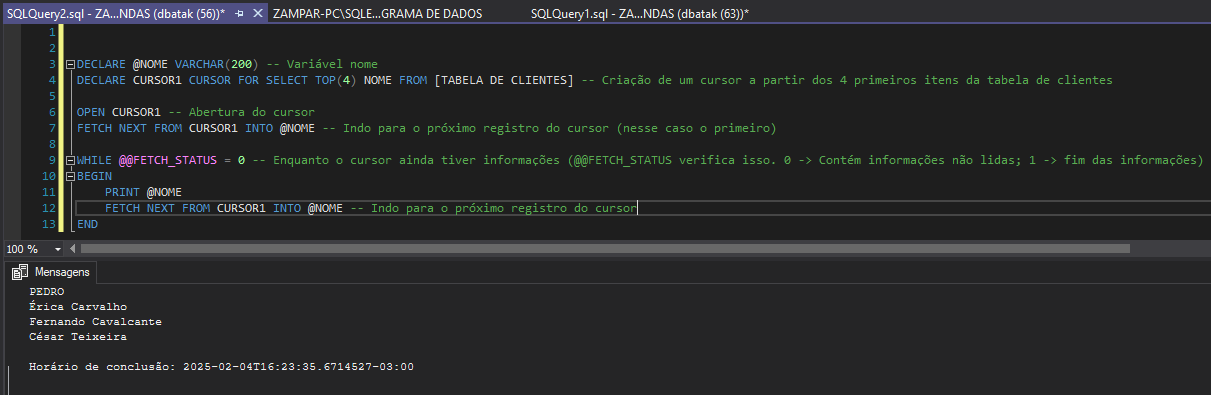 SQLQuery2.sql - ZA...NDAS (dbatak (56))* ZAMPAR-PC\SQLE...GRAMA DE DADOS SQLQuery1.sql - ZA...NDAS (dbatak (63))*
1
2
3 DECLARE @NOME VARCHAR(200) -- Variável nome
4 DECLARE CURSOR1 CURSOR FOR SELECT TOP(4) NOME FROM [TABELA DE CLIENTES] -- Criação de um cursor a partir dos 4 primeiros itens da tabela de clientes
5
6 OPEN CURSOR1 -- Abertura do cursor
7 FETCH NEXT FROM CURSOR1 INTO @NOME -- Indo para o próximo registro do cursor (nesse caso o primeiro)
8
9 WHILE @@FETCH_STATUS = 0 -- Enquanto o cursor ainda tiver informações (@@FETCH_STATUS verifica isso. 0 -> Contém informações não lidas; 1 -> fim das informações)
10 BEGIN
11 PRINT @NOME
12 FETCH NEXT FROM CURSOR1 INTO @NOME -- Indo para o próximo registro do cursor
13 END
100 %
Mensagens
PEDRO
Érica Carvalho
Fernando Cavalcante
César Teixeira
Horário de conclusão: 2025-02-04T16:23:35.6714527-03:00